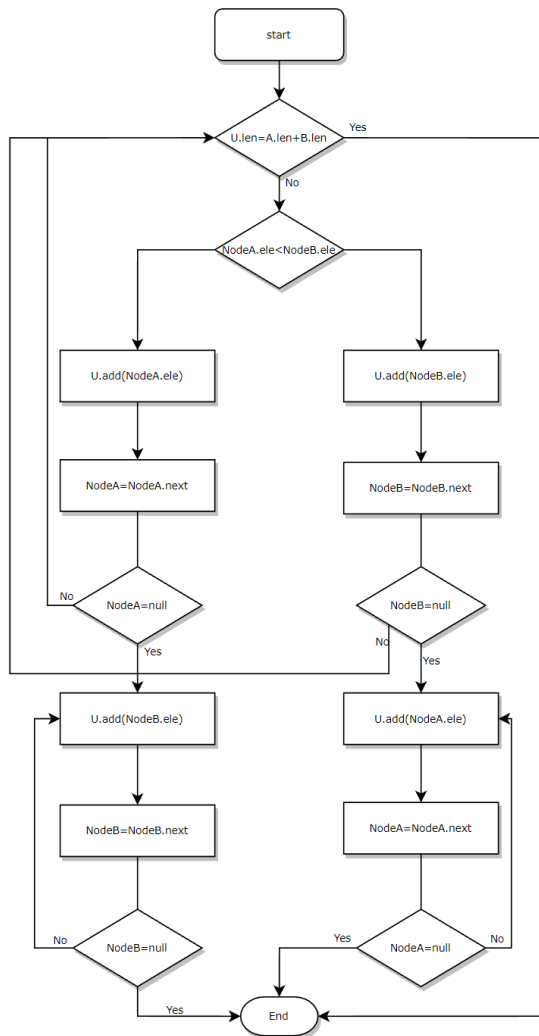 start
U.len=A.len+B.len
Yes
No
NodeA.ele<NodeB.ele
U.add(NodeA.ele)
U.add(NodeB.ele)
NodeA=NodeA.next
NodeB=NodeB.next
No
NodeA=null
NodeB=null
No
Yes
Yes
U.add(NodeB.ele)
U.add(NodeA.ele)
NodeB=NodeB.next
NodeA=NodeA.next
No
NodeB=null
Yes
NodeA=null
No
Yes
End